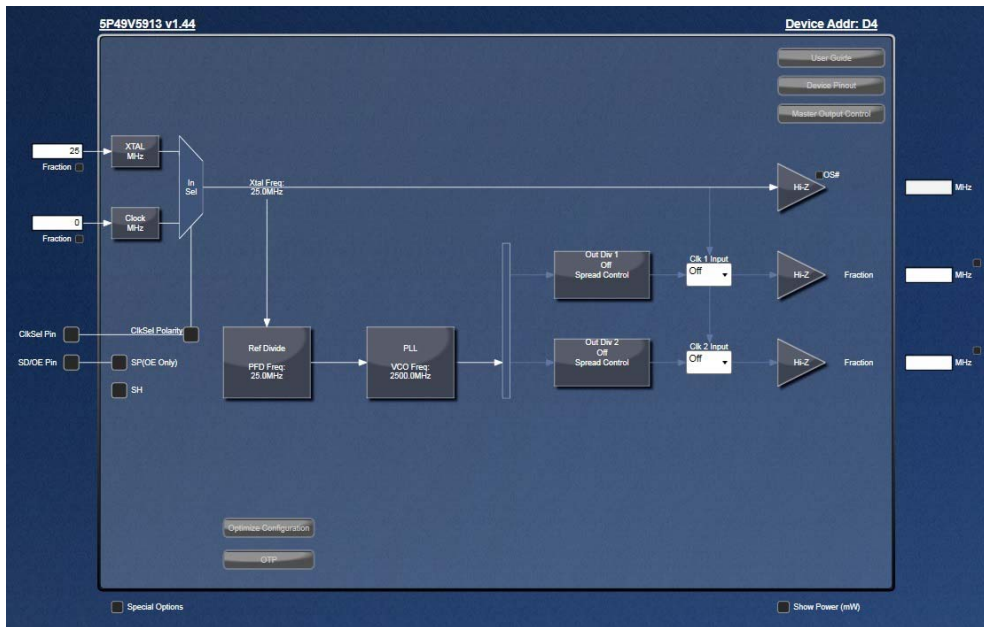 5P49V5913 v1.44
Device Addr: D4
User Guide
Device Pinout
Master Output Control
25
XTAL
MHz
Fraction
In
Sel
Xtal Freq:
25.0MHz
Hi-Z
OS#
MHz
0
Clock
MHz
Fraction
Out Div 1
Off
Spread Control
Clk 1 Input
Off
Hi-Z
Fraction
MHz
ClkSel Pin
ClkSel Polarity
SD/OE Pin
SP(OE Only)
SH
Ref Divide
PFD Freq:
25.0MHz
PLL
VCO Freq:
2500.0MHz
Out Div 2
Off
Spread Control
Clk 2 Input
Off
Hi-Z
Fraction
MHz
Optimize Configuration
OTP
Special Options
Show Power (mW)